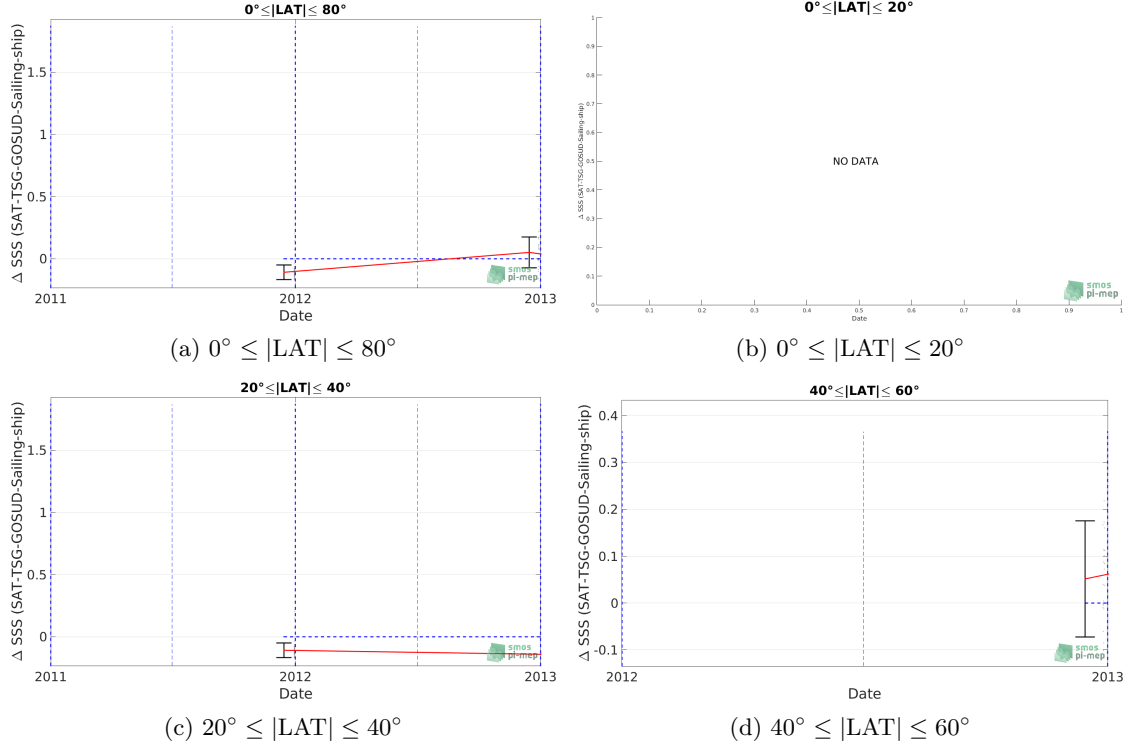 0°≤|LAT|≤ 80°
Δ SSS (SAT-TSG-GOSUD-Sailing-ship)
1.5
1
0.5
0
2011
2012
2013
Date
smos
pi-mep
(a) 0° ≤ |LAT| ≤ 80°
0°≤|LAT|≤ 20°
Δ SSS (SAT-TSG-GOSUD-Sailing-ship)
1
0.9
0.8
0.7
0.6
0.5
0.4
0.3
0.2
0.1
0
NO DATA
0
0.1
0.2
0.3
0.4
0.5
0.6
0.7
0.8
0.9
1
Date
smos
pi-mep
(b) 0° ≤ |LAT| ≤ 20°
20°≤|LAT|≤ 40°
Δ SSS (SAT-TSG-GOSUD-Sailing-ship)
1.5
1
0.5
0
2011
2012
2013
Date
smos
pi-mep
(c) 20° ≤ |LAT| ≤ 40°
40°≤|LAT|≤ 60°
Δ SSS (SAT-TSG-GOSUD-Sailing-ship)
0.4
0.3
0.2
0.1
0
-0.1
2012
2013
Date
smos
pi-mep
(d) 40° ≤ |LAT| ≤ 60°